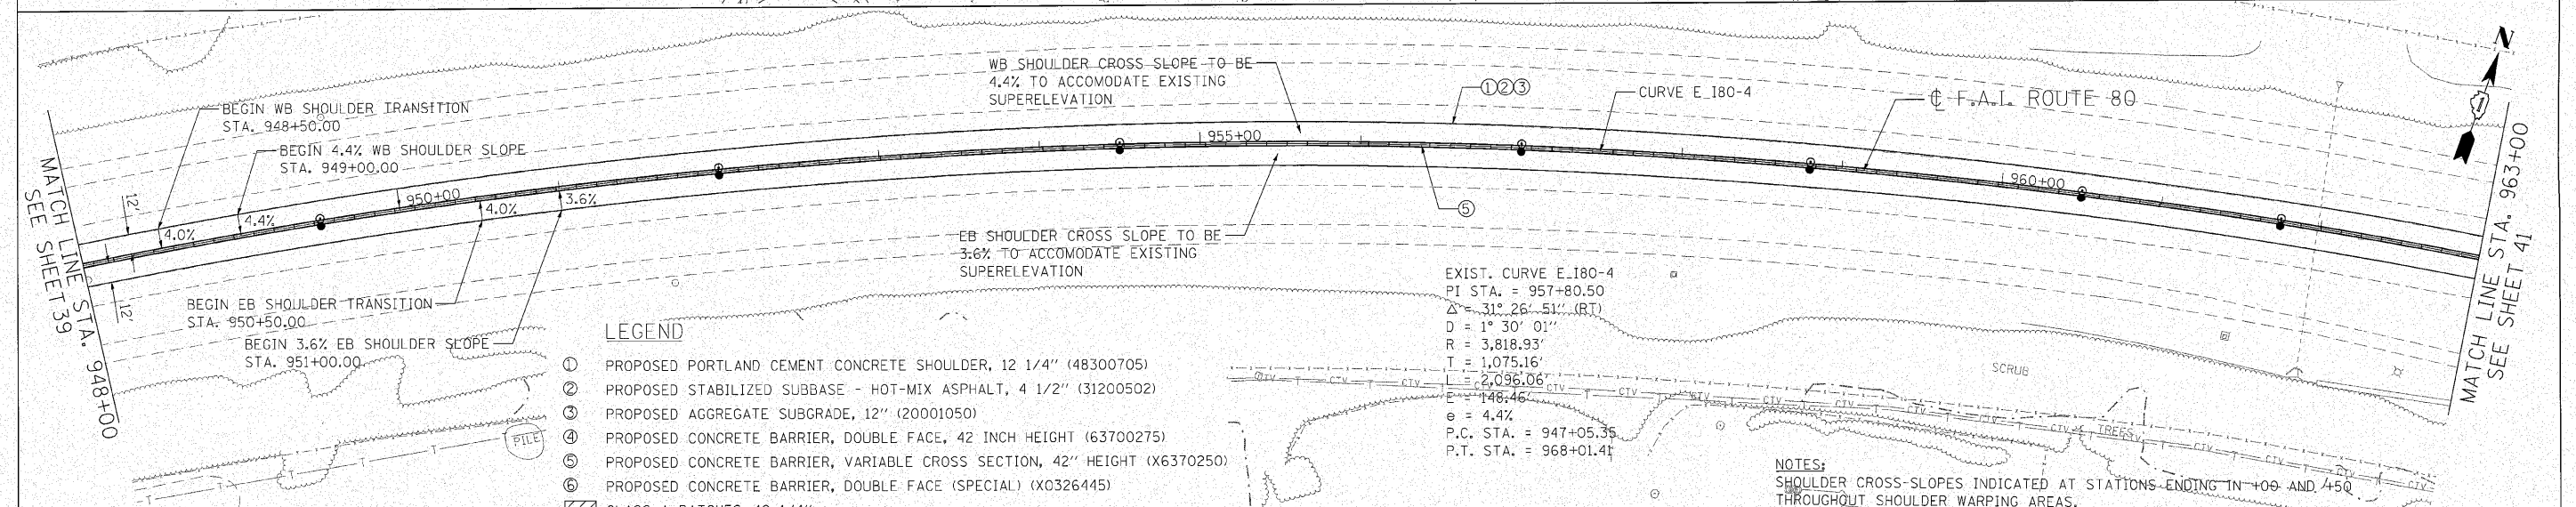 WB SHOULDER CROSS SLOPE TO BE
4.4% TO ACCOMODATE EXISTING
SUPERELEVATION
①②③
CURVE E_I80-4
℄ F.A.I. ROUTE 80
N
BEGIN WB SHOULDER TRANSITION
STA. 948+50.00
BEGIN 4.4% WB SHOULDER SLOPE
STA. 949+00.00
MATCH LINE STA. 948+00
SEE SHEET 39
12'
4.0%
4.4%
950+00
4.0%
3.6%
955+00
960+00
12'
⑤
EB SHOULDER CROSS SLOPE TO BE
3.6% TO ACCOMODATE EXISTING
SUPERELEVATION
BEGIN EB SHOULDER TRANSITION
STA. 950+50.00
BEGIN 3.6% EB SHOULDER SLOPE
STA. 951+00.00
MATCH LINE STA. 963+00
SEE SHEET 41
EXIST. CURVE E_I80-4
PI STA. = 957+80.50
Δ = 31° 26' 51" (RT)
D = 1° 30' 01"
R = 3,818.93'
T = 1,075.16'
L = 2,096.06'
E = 148.46'
e = 4.4%
P.C. STA. = 947+05.35
P.T. STA. = 968+01.41
LEGEND
① PROPOSED PORTLAND CEMENT CONCRETE SHOULDER, 12 1/4" (48300705)
② PROPOSED STABILIZED SUBBASE - HOT-MIX ASPHALT, 4 1/2" (31200502)
③ PROPOSED AGGREGATE SUBGRADE, 12" (20001050)
④ PROPOSED CONCRETE BARRIER, DOUBLE FACE, 42 INCH HEIGHT (63700275)
⑤ PROPOSED CONCRETE BARRIER, VARIABLE CROSS SECTION, 42" HEIGHT (X6370250)
⑥ PROPOSED CONCRETE BARRIER, DOUBLE FACE (SPECIAL) (X0326445)
PILE
SCRUB
TREES
CTV
T
NOTES:
SHOULDER CROSS-SLOPES INDICATED AT STATIONS ENDING IN +00 AND +50
THROUGHOUT SHOULDER WARPING AREAS.